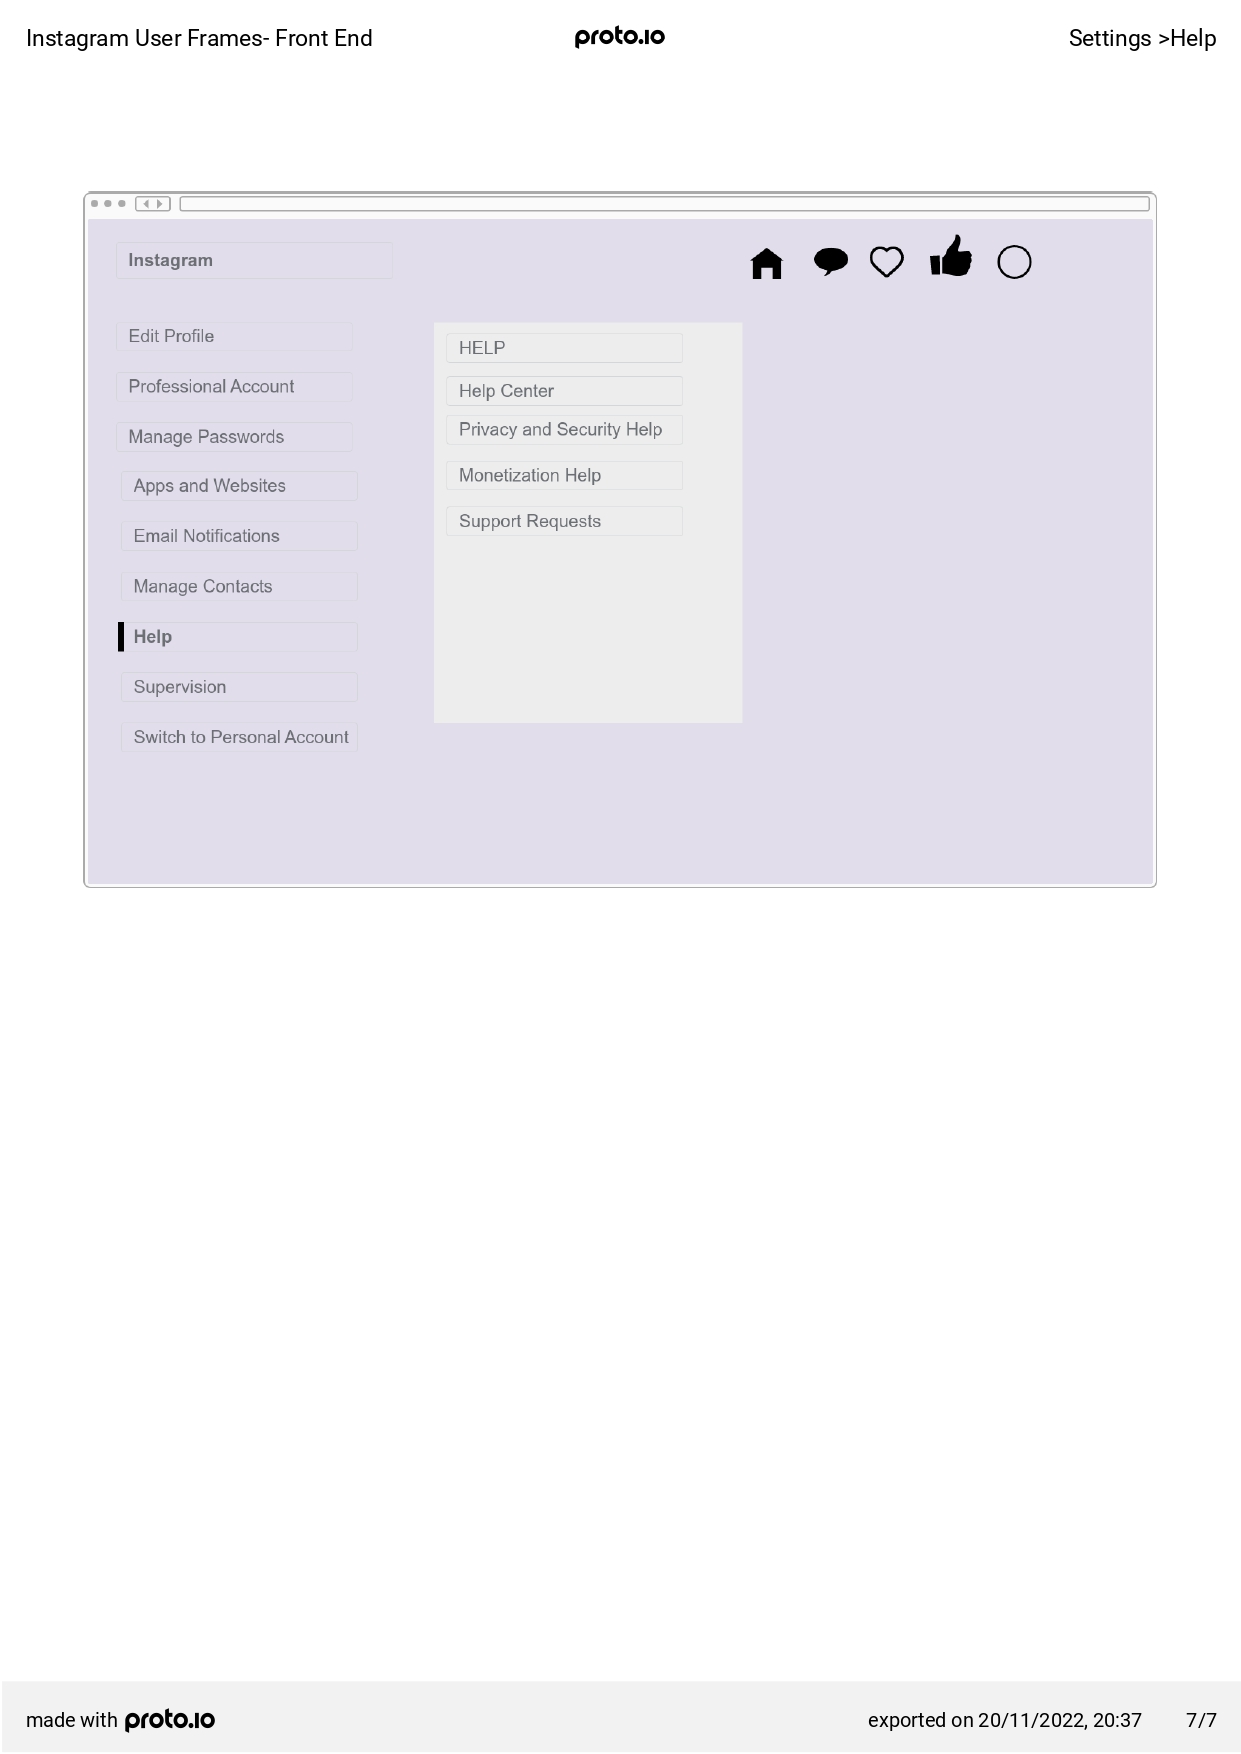 Instagram User Frames- Front End
proto.io
Settings >Help
Instagram
Edit Profile
Professional Account
Manage Passwords
Apps and Websites
Email Notifications
Manage Contacts
Help
Supervision
Switch to Personal Account
HELP
Help Center
Privacy and Security Help
Monetization Help
Support Requests
made with proto.io
exported on 20/11/2022, 20:37
7/7